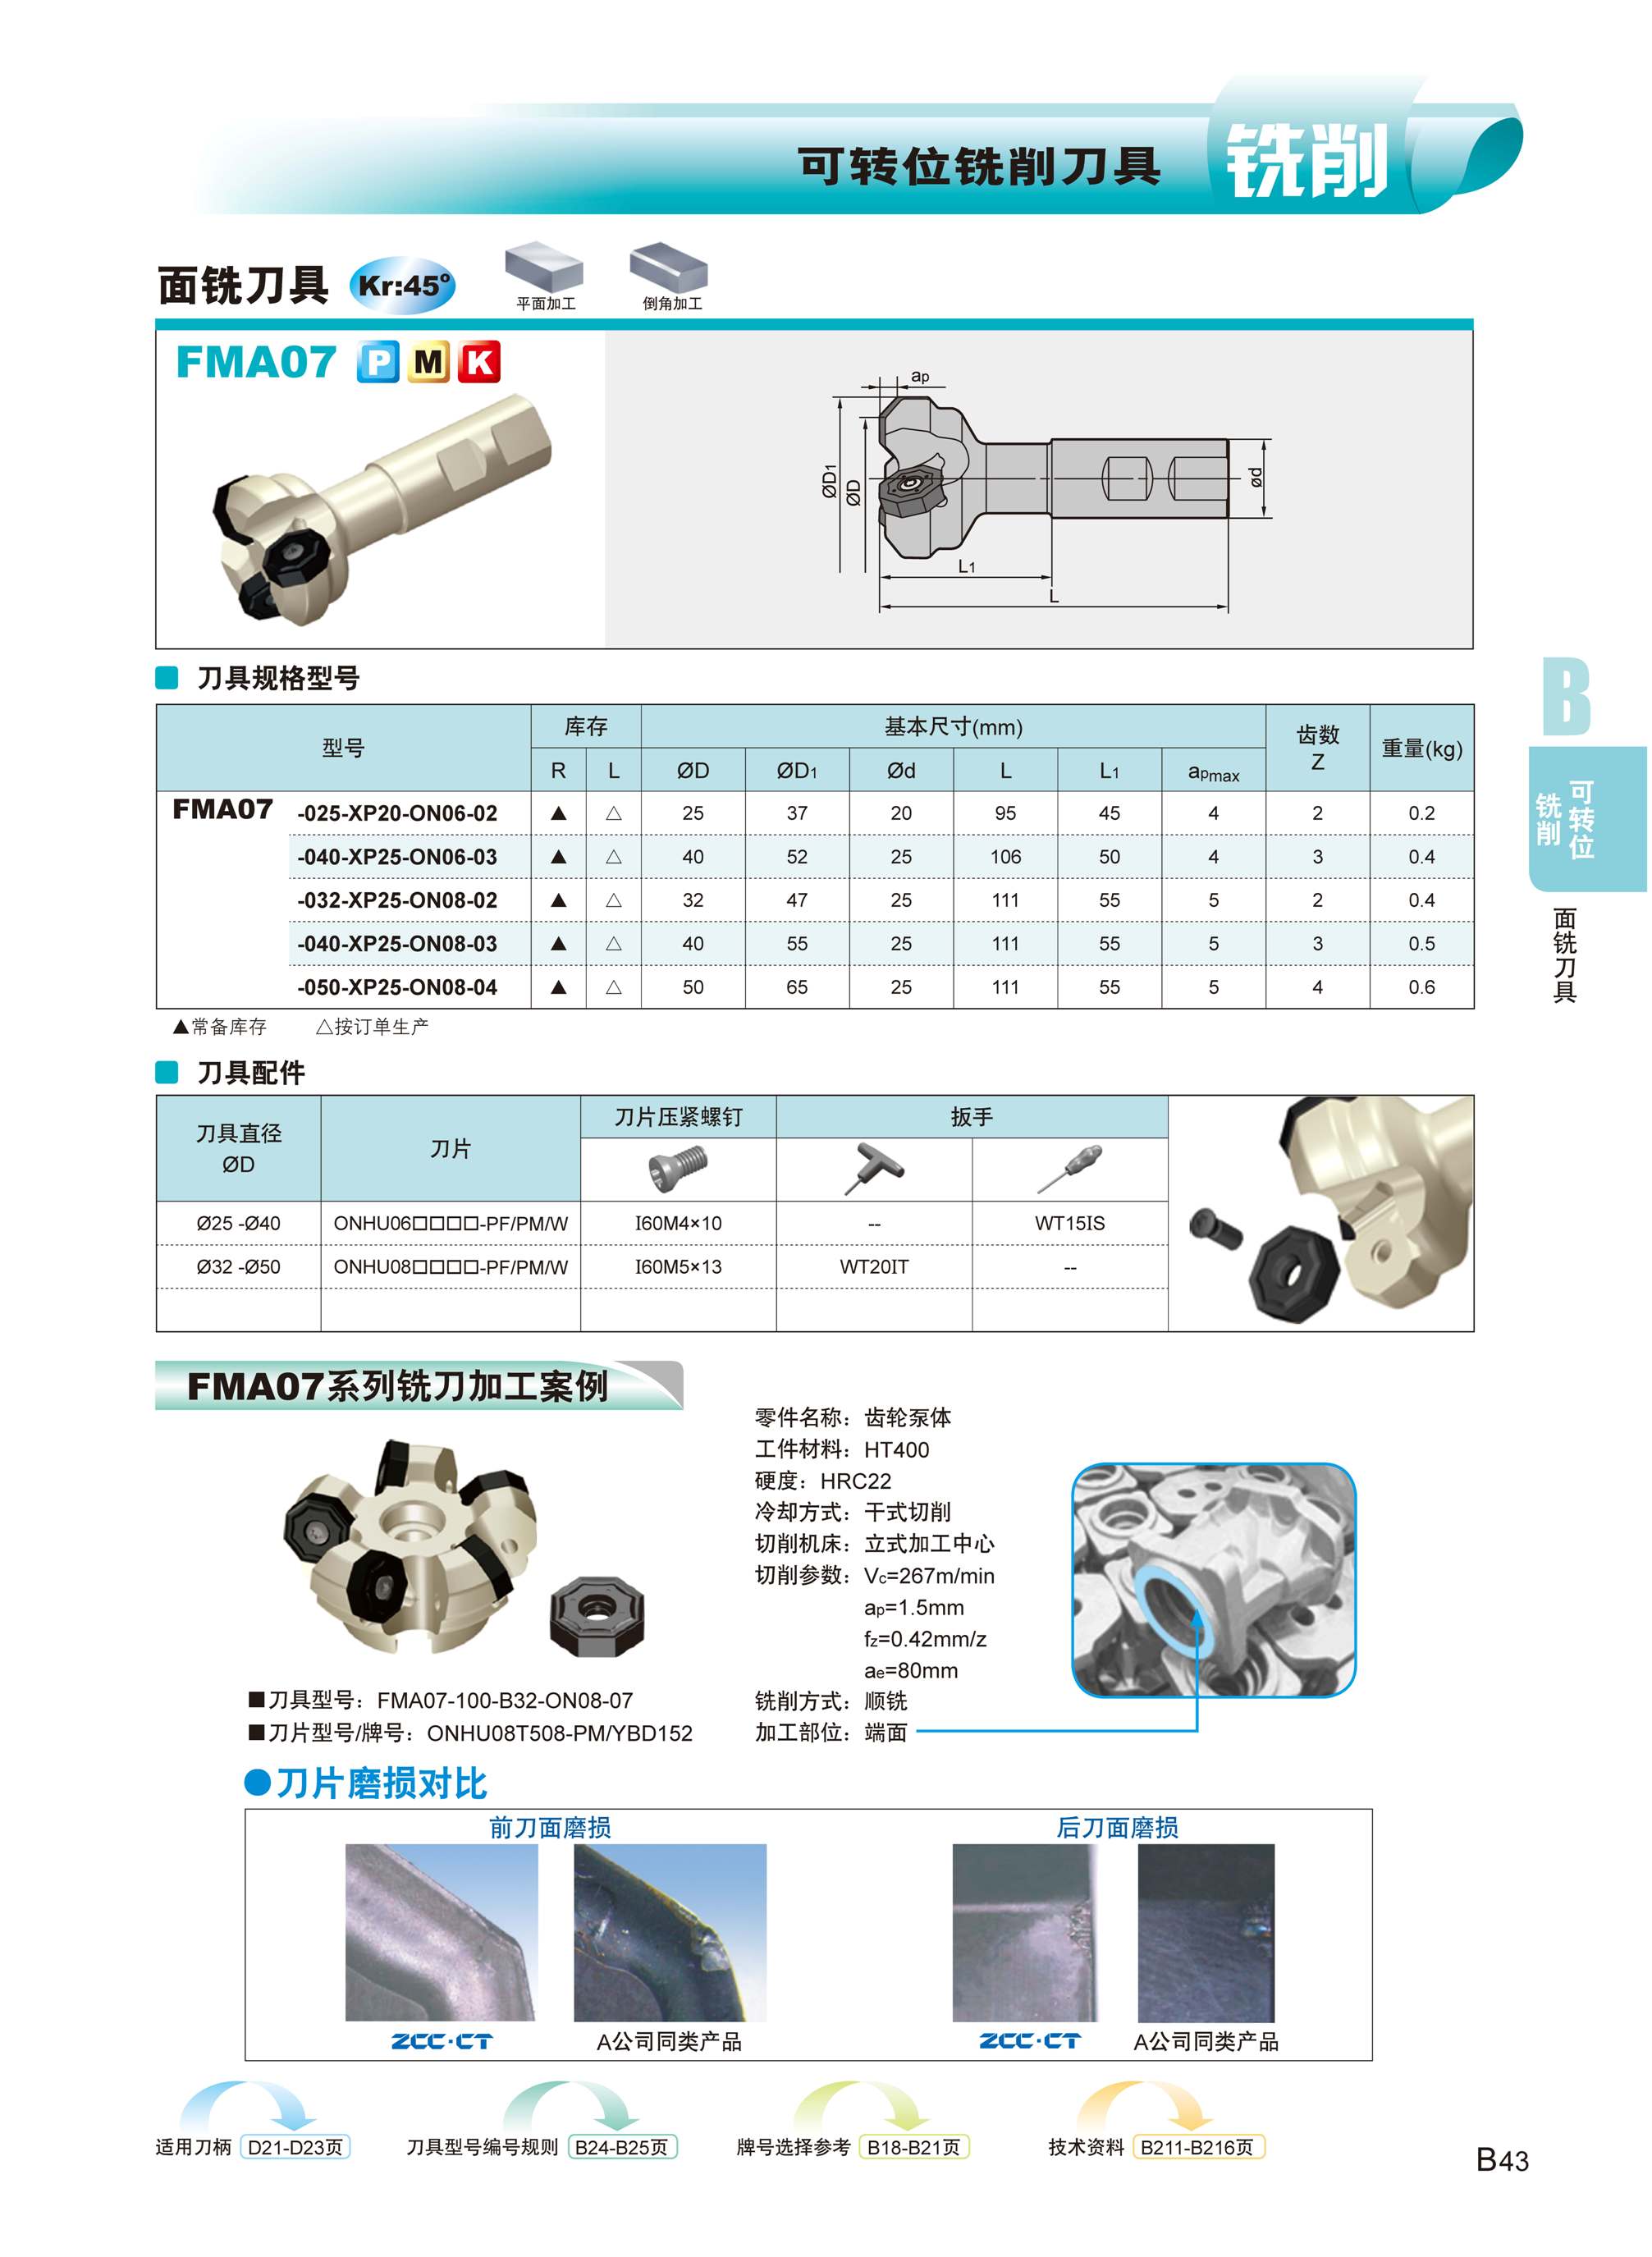 可转位铣削刀具
铣削
面铣刀具 Kr:45°
平面加工 倒角加工
FMA07 P M K
ap
ØD1 ØD Ød
L1
L
刀具规格型号
型号 库存 基本尺寸(mm) 齿数 Z 重量(kg)
R L ØD ØD1 Ød L L1 apmax
FMA07 -025-XP20-ON06-02 ▲ △ 25 37 20 95 45 4 2 0.2
-040-XP25-ON06-03 ▲ △ 40 52 25 106 50 4 3 0.4
-032-XP25-ON08-02 ▲ △ 32 47 25 111 55 5 2 0.4
-040-XP25-ON08-03 ▲ △ 40 55 25 111 55 5 3 0.5
-050-XP25-ON08-04 ▲ △ 50 65 25 111 55 5 4 0.6
▲常备库存 △按订单生产
B
可转位
铣削
面铣刀具
刀具配件
刀具直径 ØD 刀片 刀片压紧螺钉 扳手
Ø25 -Ø40 ONHU06□□□□-PF/PM/W I60M4×10 -- WT15IS
Ø32 -Ø50 ONHU08□□□□-PF/PM/W I60M5×13 WT20IT --
FMA07系列铣刀加工案例
■刀具型号：FMA07-100-B32-ON08-07
■刀片型号/牌号：ONHU08T508-PM/YBD152
零件名称：齿轮泵体
工件材料：HT400
硬度：HRC22
冷却方式：干式切削
切削机床：立式加工中心
切削参数：Vc=267m/min
ap=1.5mm
fz=0.42mm/z
ae=80mm
铣削方式：顺铣
加工部位：端面
●刀片磨损对比
前刀面磨损 后刀面磨损
ZCC·CT A公司同类产品 ZCC·CT A公司同类产品
适用刀柄 D21-D23页 刀具型号编号规则 B24-B25页 牌号选择参考 B18-B21页 技术资料 B211-B216页
B43